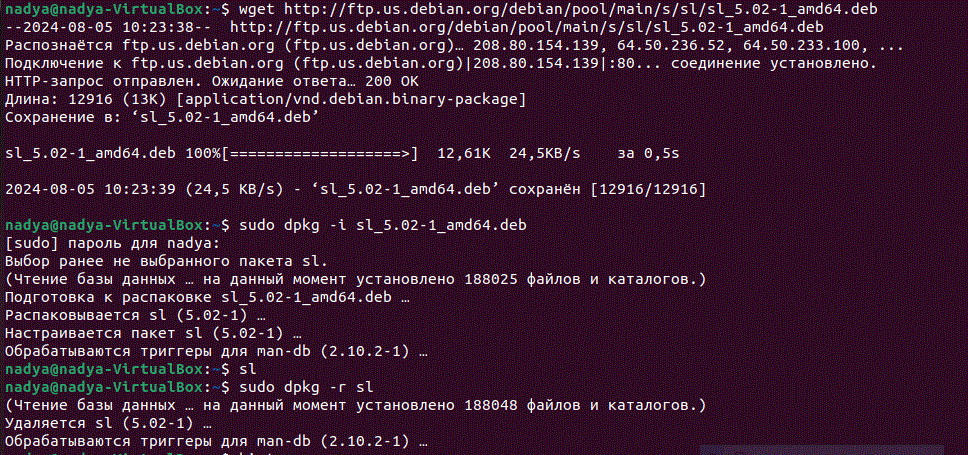 nadya@nadya-VirtualBox:~$ wget http://ftp.us.debian.org/debian/pool/main/s/sl/sl_5.02-1_amd64.deb
--2024-08-05 10:23:38--  http://ftp.us.debian.org/debian/pool/main/s/sl/sl_5.02-1_amd64.deb
Распознаётся ftp.us.debian.org (ftp.us.debian.org)… 208.80.154.139, 64.50.236.52, 64.50.233.100, ...
Подключение к ftp.us.debian.org (ftp.us.debian.org)|208.80.154.139|:80... соединение установлено.
HTTP-запрос отправлен. Ожидание ответа… 200 OK
Длина: 12916 (13K) [application/vnd.debian.binary-package]
Сохранение в: ‘sl_5.02-1_amd64.deb’
sl_5.02-1_amd64.deb 100%[===================>]  12,61K  24,5KB/s    за 0,5s
2024-08-05 10:23:39 (24,5 KB/s) - ‘sl_5.02-1_amd64.deb’ сохранён [12916/12916]
nadya@nadya-VirtualBox:~$ sudo dpkg -i sl_5.02-1_amd64.deb
[sudo] пароль для nadya:
Выбор ранее не выбранного пакета sl.
(Чтение базы данных … на данный момент установлено 188025 файлов и каталогов.)
Подготовка к распаковке sl_5.02-1_amd64.deb …
Распаковывается sl (5.02-1) …
Настраивается пакет sl (5.02-1) …
Обрабатываются триггеры для man-db (2.10.2-1) …
nadya@nadya-VirtualBox:~$ sl
nadya@nadya-VirtualBox:~$ sudo dpkg -r sl
(Чтение базы данных … на данный момент установлено 188048 файлов и каталогов.)
Удаляется sl (5.02-1) …
Обрабатываются триггеры для man-db (2.10.2-1) …